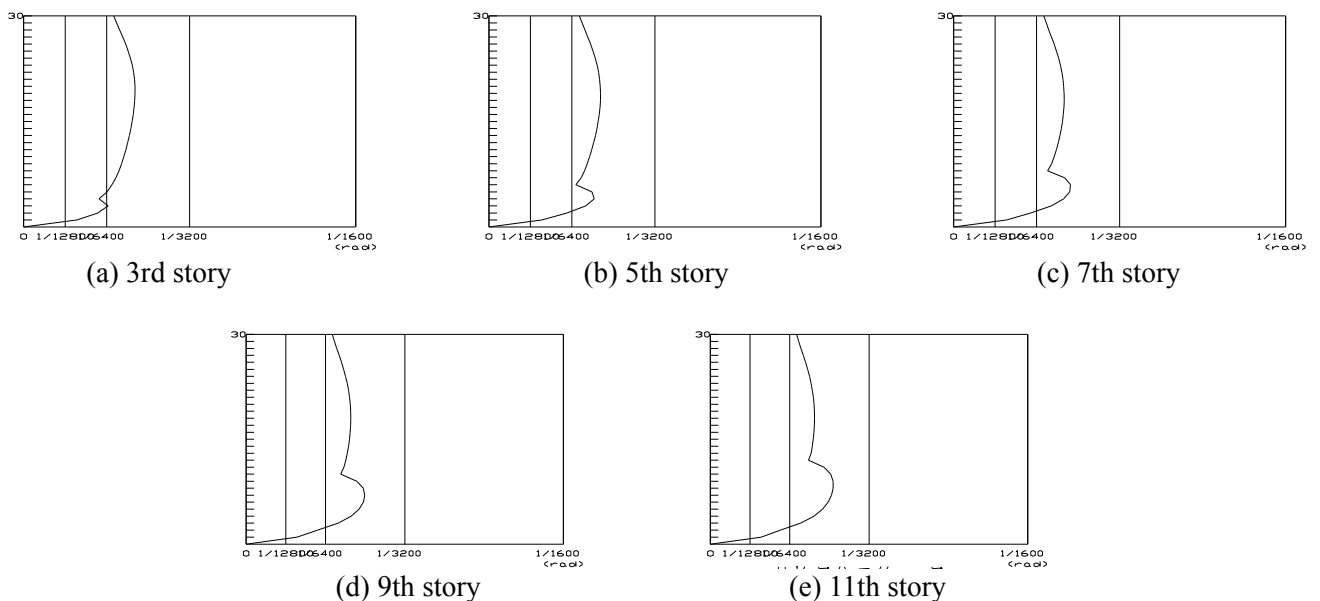 30
0 1/12800 1/6400 1/3200 1/1600
(rad)
(a) 3rd story
30
0 1/12800 1/6400 1/3200 1/1600
(rad)
(b) 5th story
30
0 1/12800 1/6400 1/3200 1/1600
(rad)
(c) 7th story
30
0 1/12800 1/6400 1/3200 1/1600
(rad)
(d) 9th story
30
0 1/12800 1/6400 1/3200 1/1600
(rad)
(e) 11th story